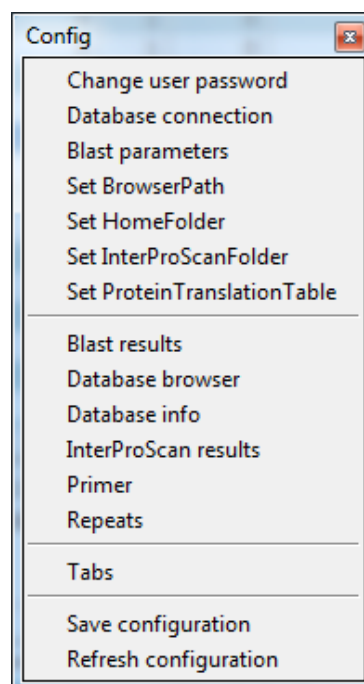 Config
Change user password
Database connection
Blast parameters
Set BrowserPath
Set HomeFolder
Set InterProScanFolder
Set ProteinTranslationTable
Blast results
Database browser
Database info
InterProScan results
Primer
Repeats
Tabs
Save configuration
Refresh configuration